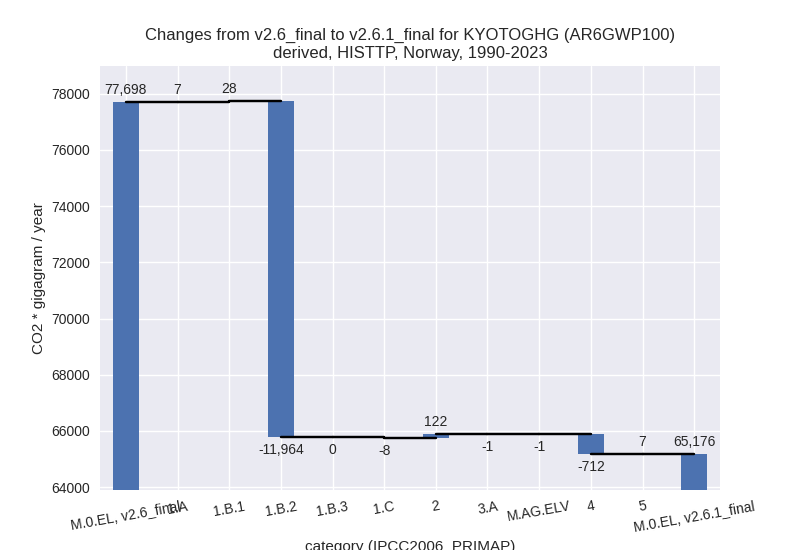 Changes from v2.6_final to v2.6.1_final for KYOTOGHG (AR6GWP100)
derived, HISTTP, Norway, 1990-2023
CO2 * gigagram / year
78000
76000
74000
72000
70000
68000
66000
64000
77,698
7
28
-11,964
0
-8
122
-1
-1
-712
7
65,176
M.0.EL, v2.6_final
1.A
1.B.1
1.B.2
1.B.3
1.C
2
3.A
M.AG.ELV
4
5
M.0.EL, v2.6.1_final
category (IPCC2006_PRIMAP)